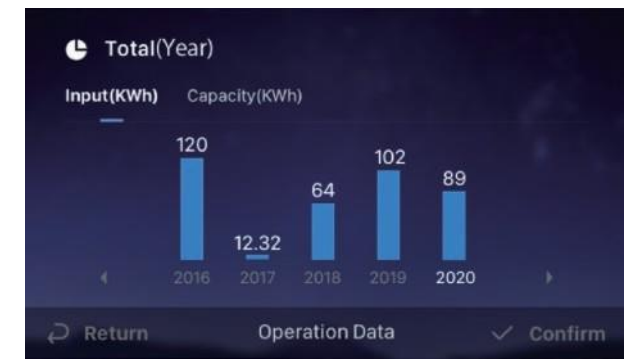 Total(Year)
Input(KWh) Capacity(KWh)
120
102
89
64
12.32
2016 2017 2018 2019 2020
Return Operation Data Confirm